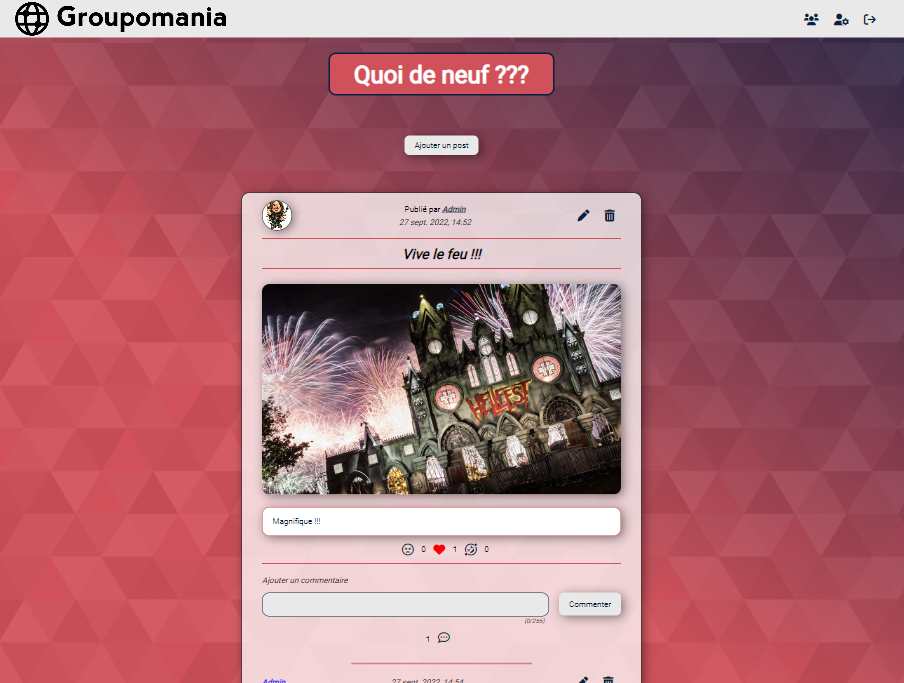 Groupomania
Quoi de neuf ???
Ajouter un post
Publié par Admin
27 sept. 2022, 14:52
Vive le feu !!!
HELLFEST
Magnifique !!!
0 1 0
Ajouter un commentaire
Commenter
(0/255)
1
Admin 27 sept. 2022, 14:54